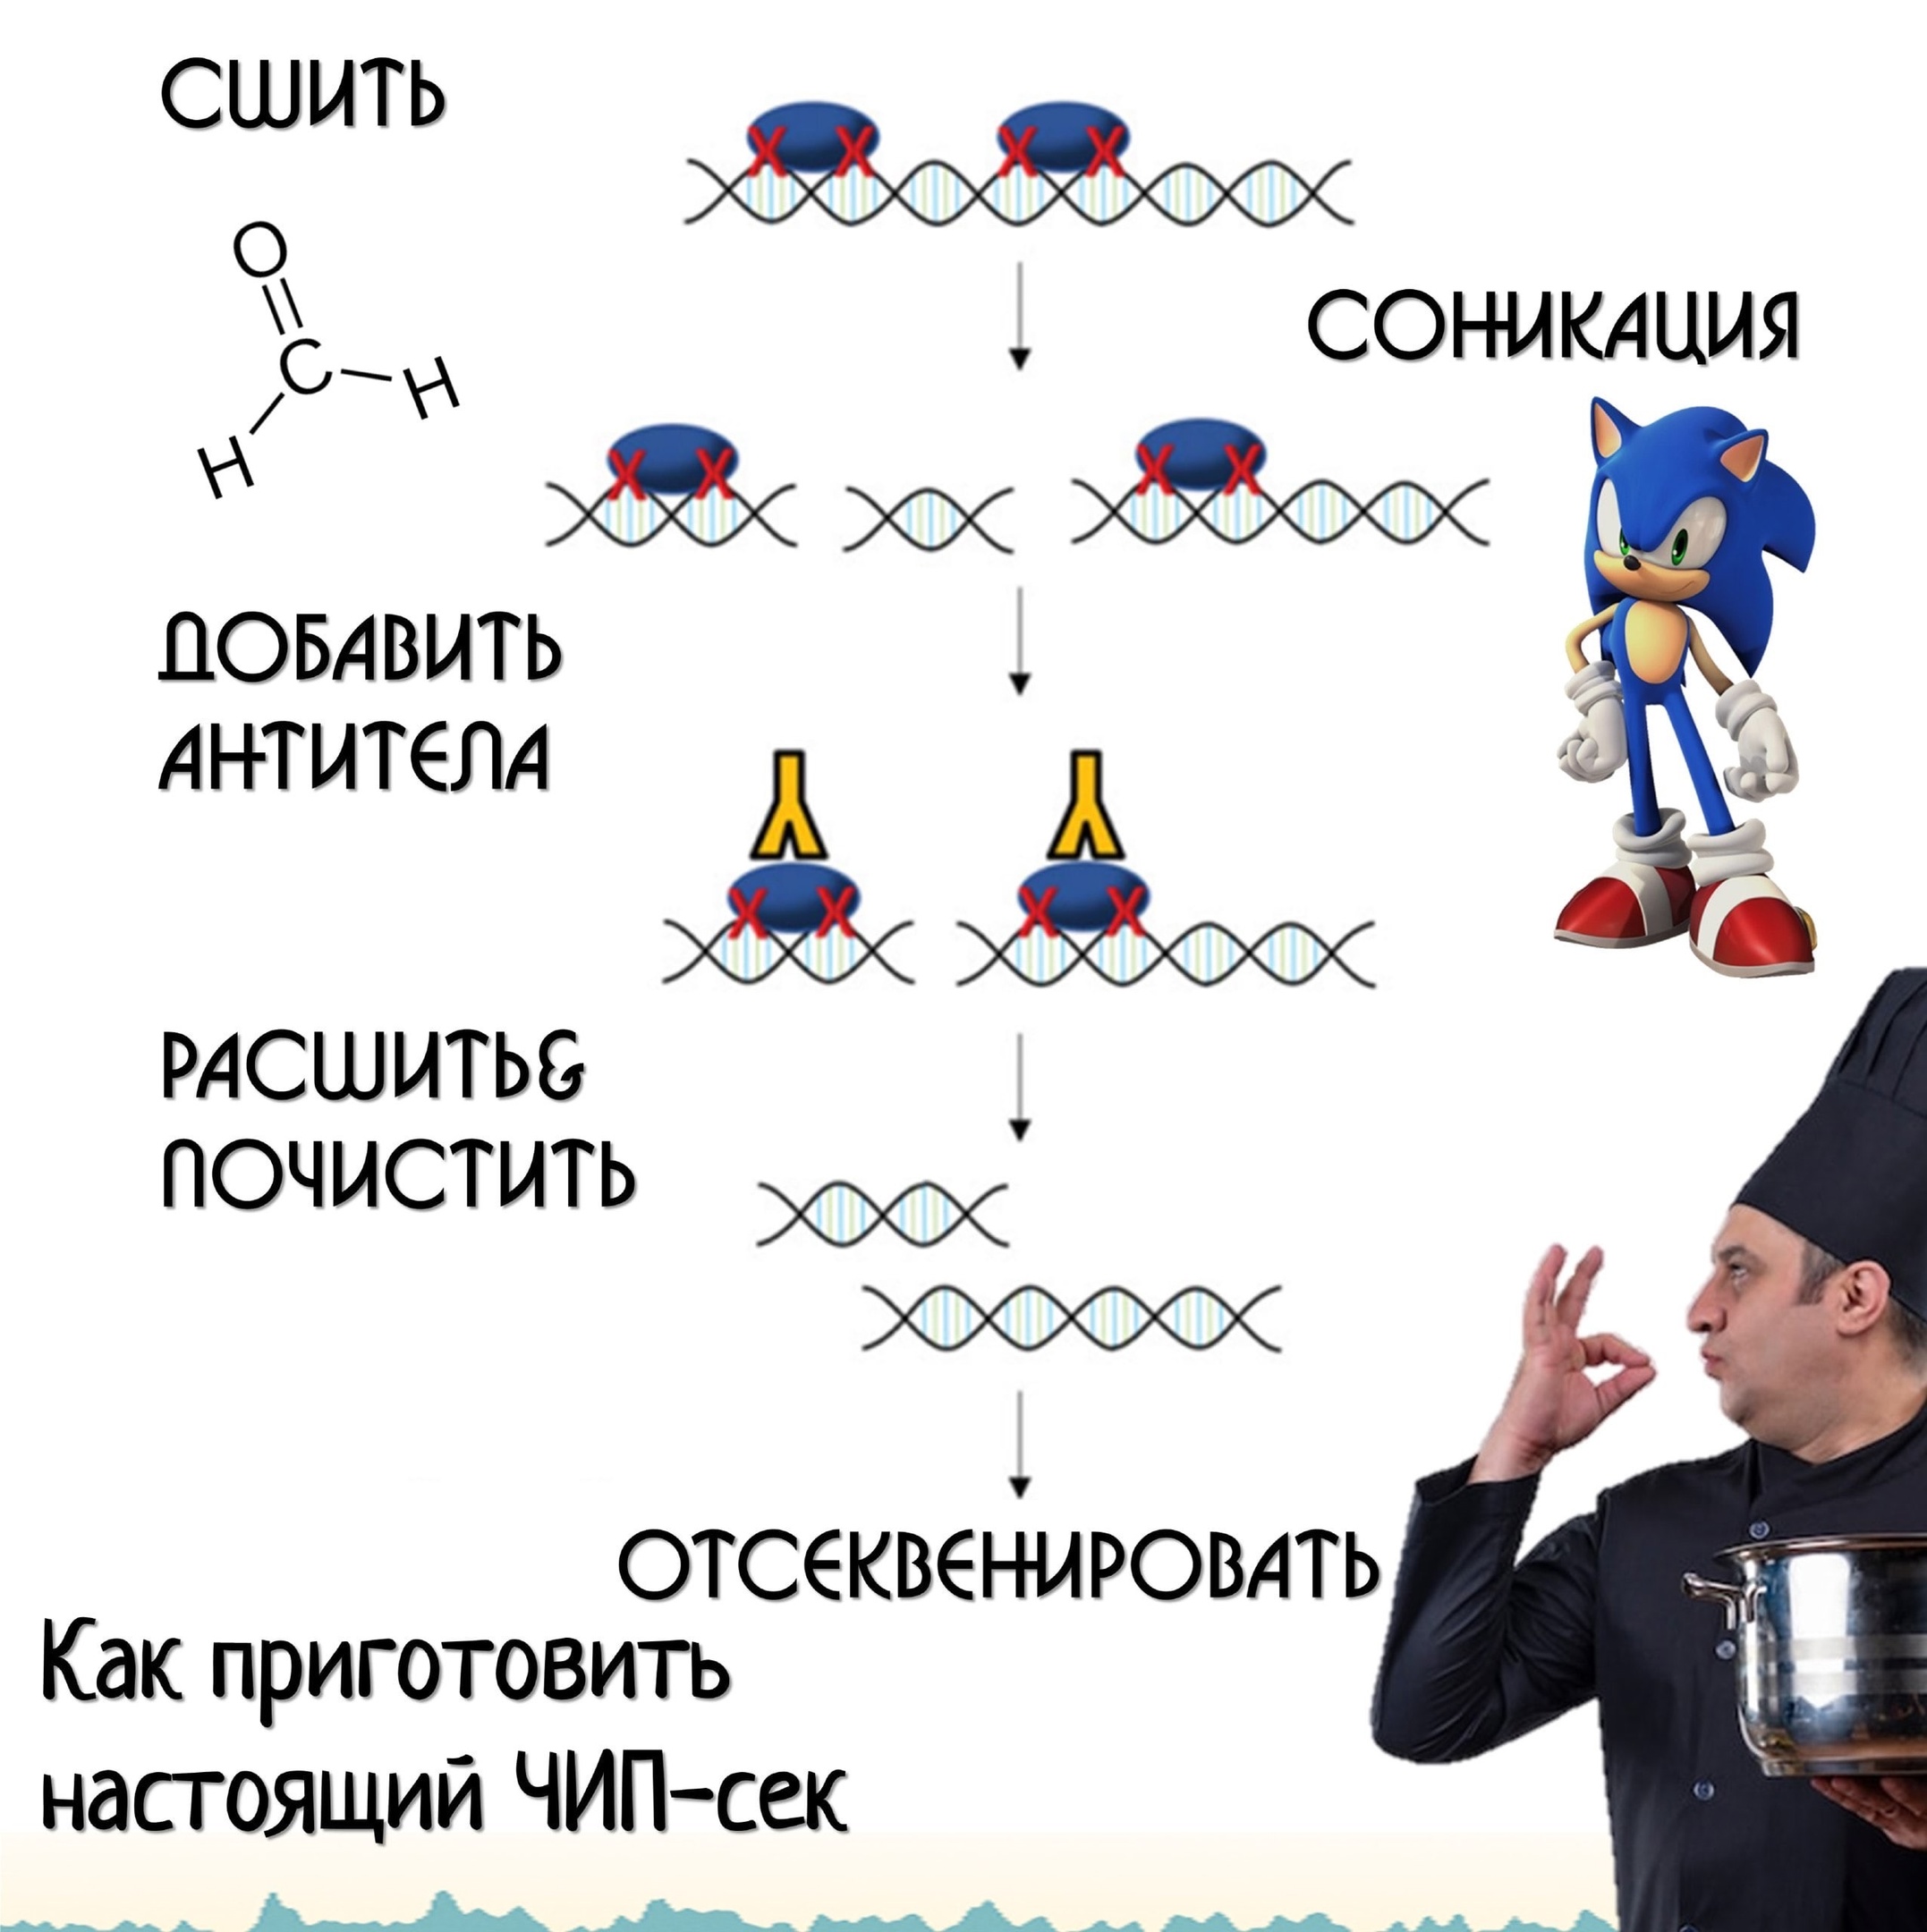 СШИТЬ
O
C
H
H
СОНИКАЦИЯ
ДОБАВИТЬ
АНТИТЕЛА
РАСШИТЬ&
ПОЧИСТИТЬ
ОТСЕКВЕНИРОВАТЬ
Как приготовить
настоящий ЧИП-сек